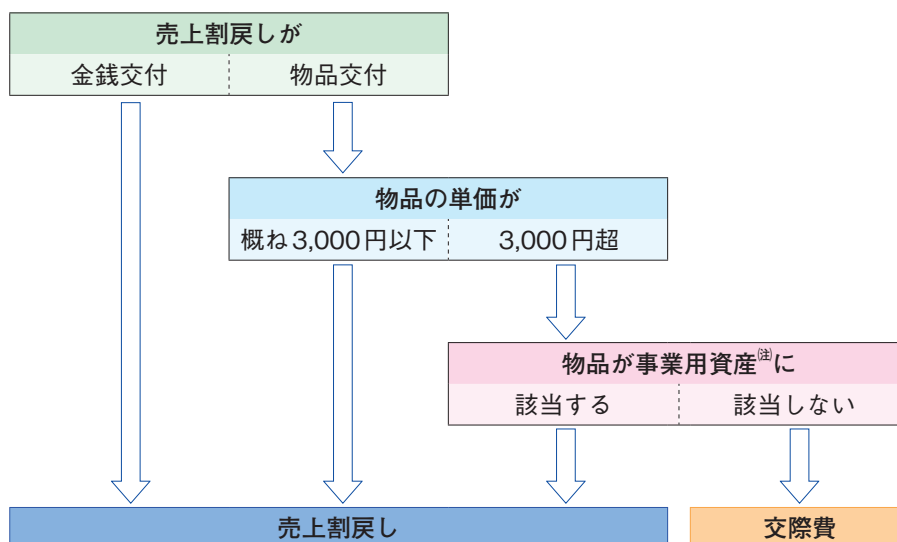 売上割戻しが
金銭交付 物品交付
物品の単価が
概ね3,000円以下 3,000円超
物品が事業用資産㊟に
該当する 該当しない
売上割戻し 交際費